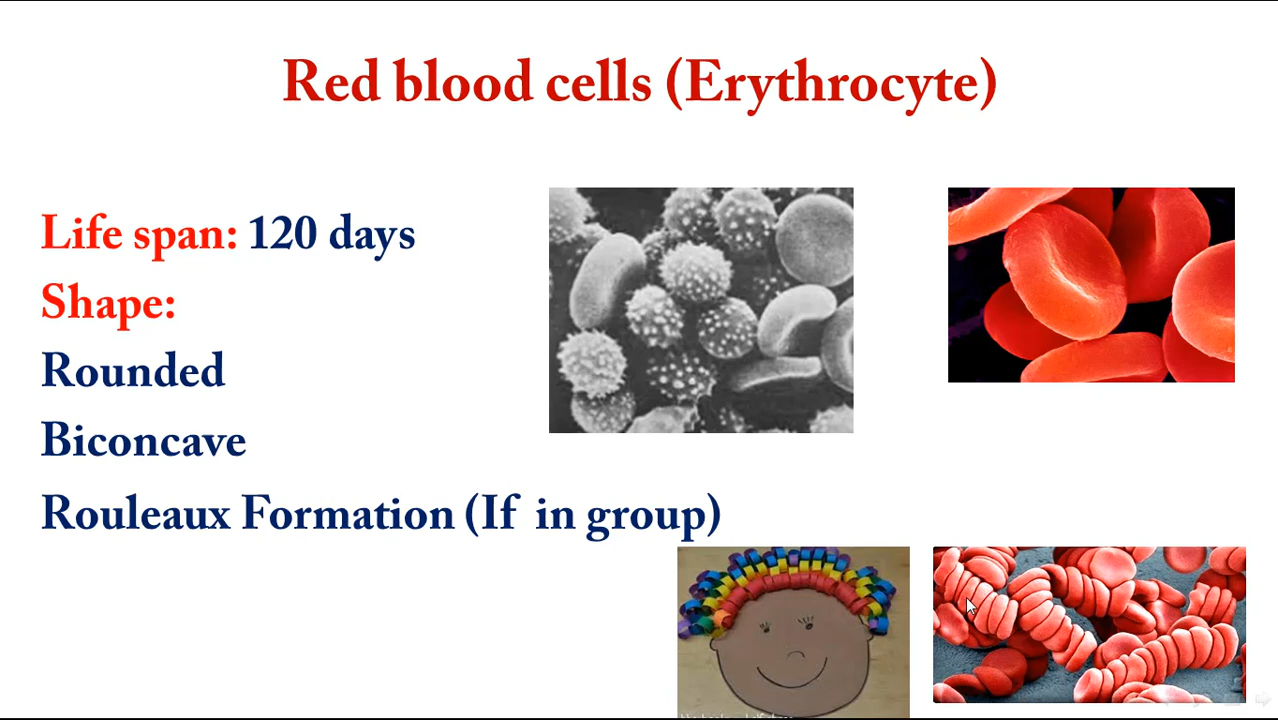 Red blood cells (Erythrocyte)
Life span: 120 days
Shape:
Rounded
Biconcave
Rouleaux Formation (If in group)